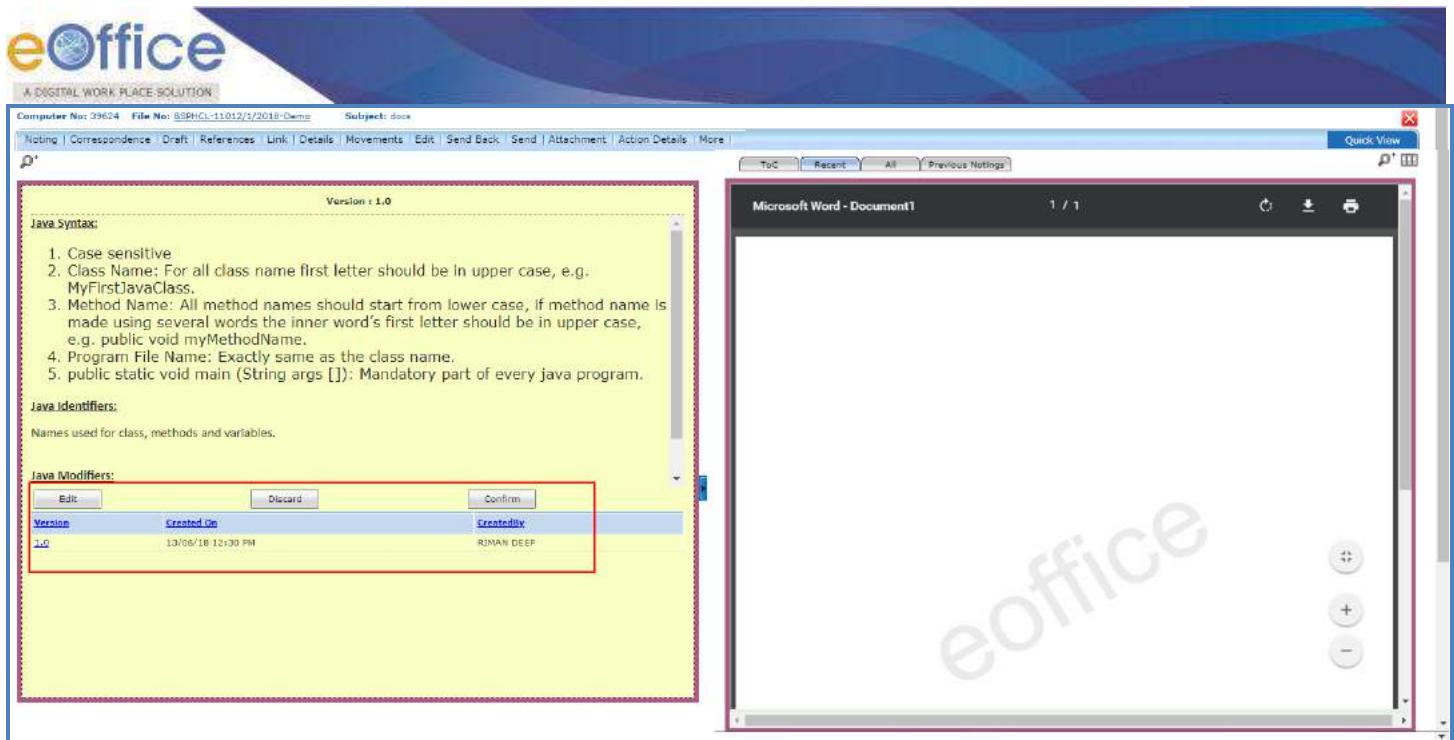 eOffice
A DIGITAL WORK PLACE SOLUTION
Computer No: 39624 File No: BSPHCL-11012/1/2018-Demo Subject: docs
Noting | Correspondence | Draft | References | Link | Details | Movements | Edit | Send Back | Send | Attachment | Action Details | More |
Quick View
ToC Recent All Previous Notings
Version : 1.0
Java Syntax:
1. Case sensitive
2. Class Name: For all class name first letter should be in upper case, e.g.
MyFirstJavaClass.
3. Method Name: All method names should start from lower case, if method name is
made using several words the inner word's first letter should be in upper case,
e.g. public void myMethodName.
4. Program File Name: Exactly same as the class name.
5. public static void main (String args []): Mandatory part of every java program.
Java Identifiers:
Names used for class, methods and variables.
Java Modifiers:
Edit Discard Confirm
Version Created On CreatedBy
1.0 13/06/18 12:30 PM RIMAN DEEP
Microsoft Word - Document1 1 / 1
eoffice